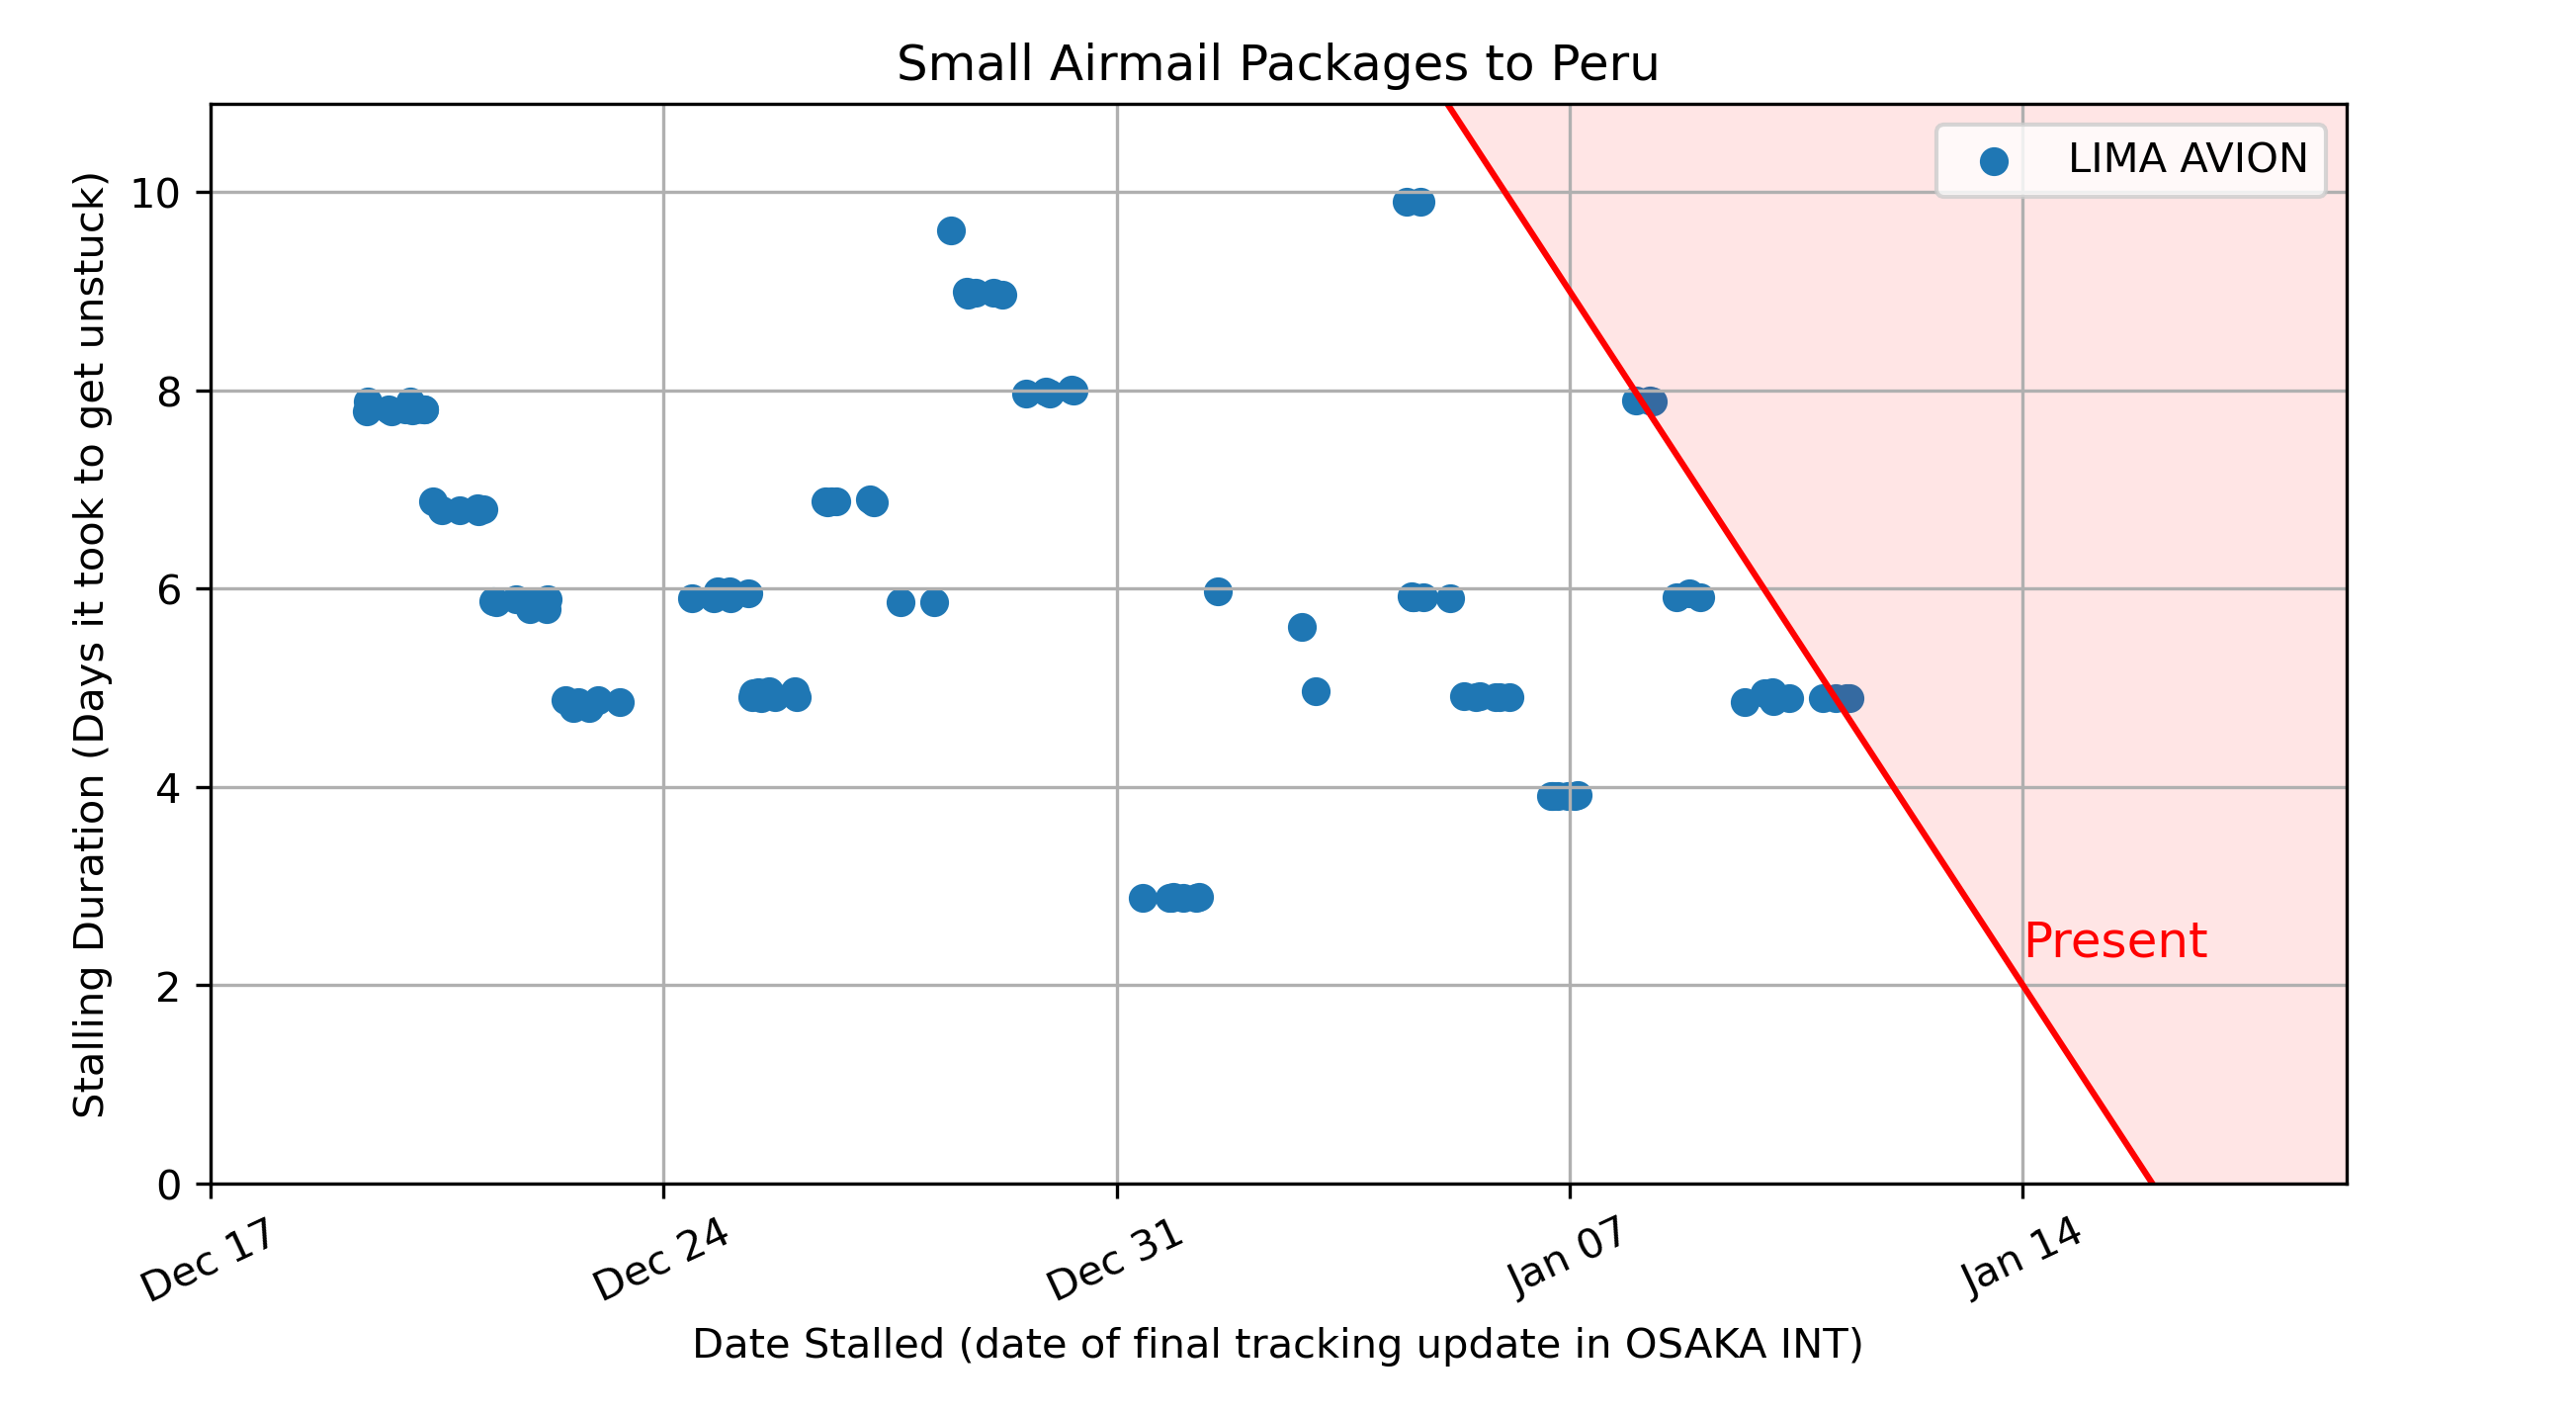 Small Airmail Packages to Peru
LIMA AVION
Stalling Duration (Days it took to get unstuck)
10
8
6
4
2
0
Present
Dec 17
Dec 24
Dec 31
Jan 07
Jan 14
Date Stalled (date of final tracking update in OSAKA INT)